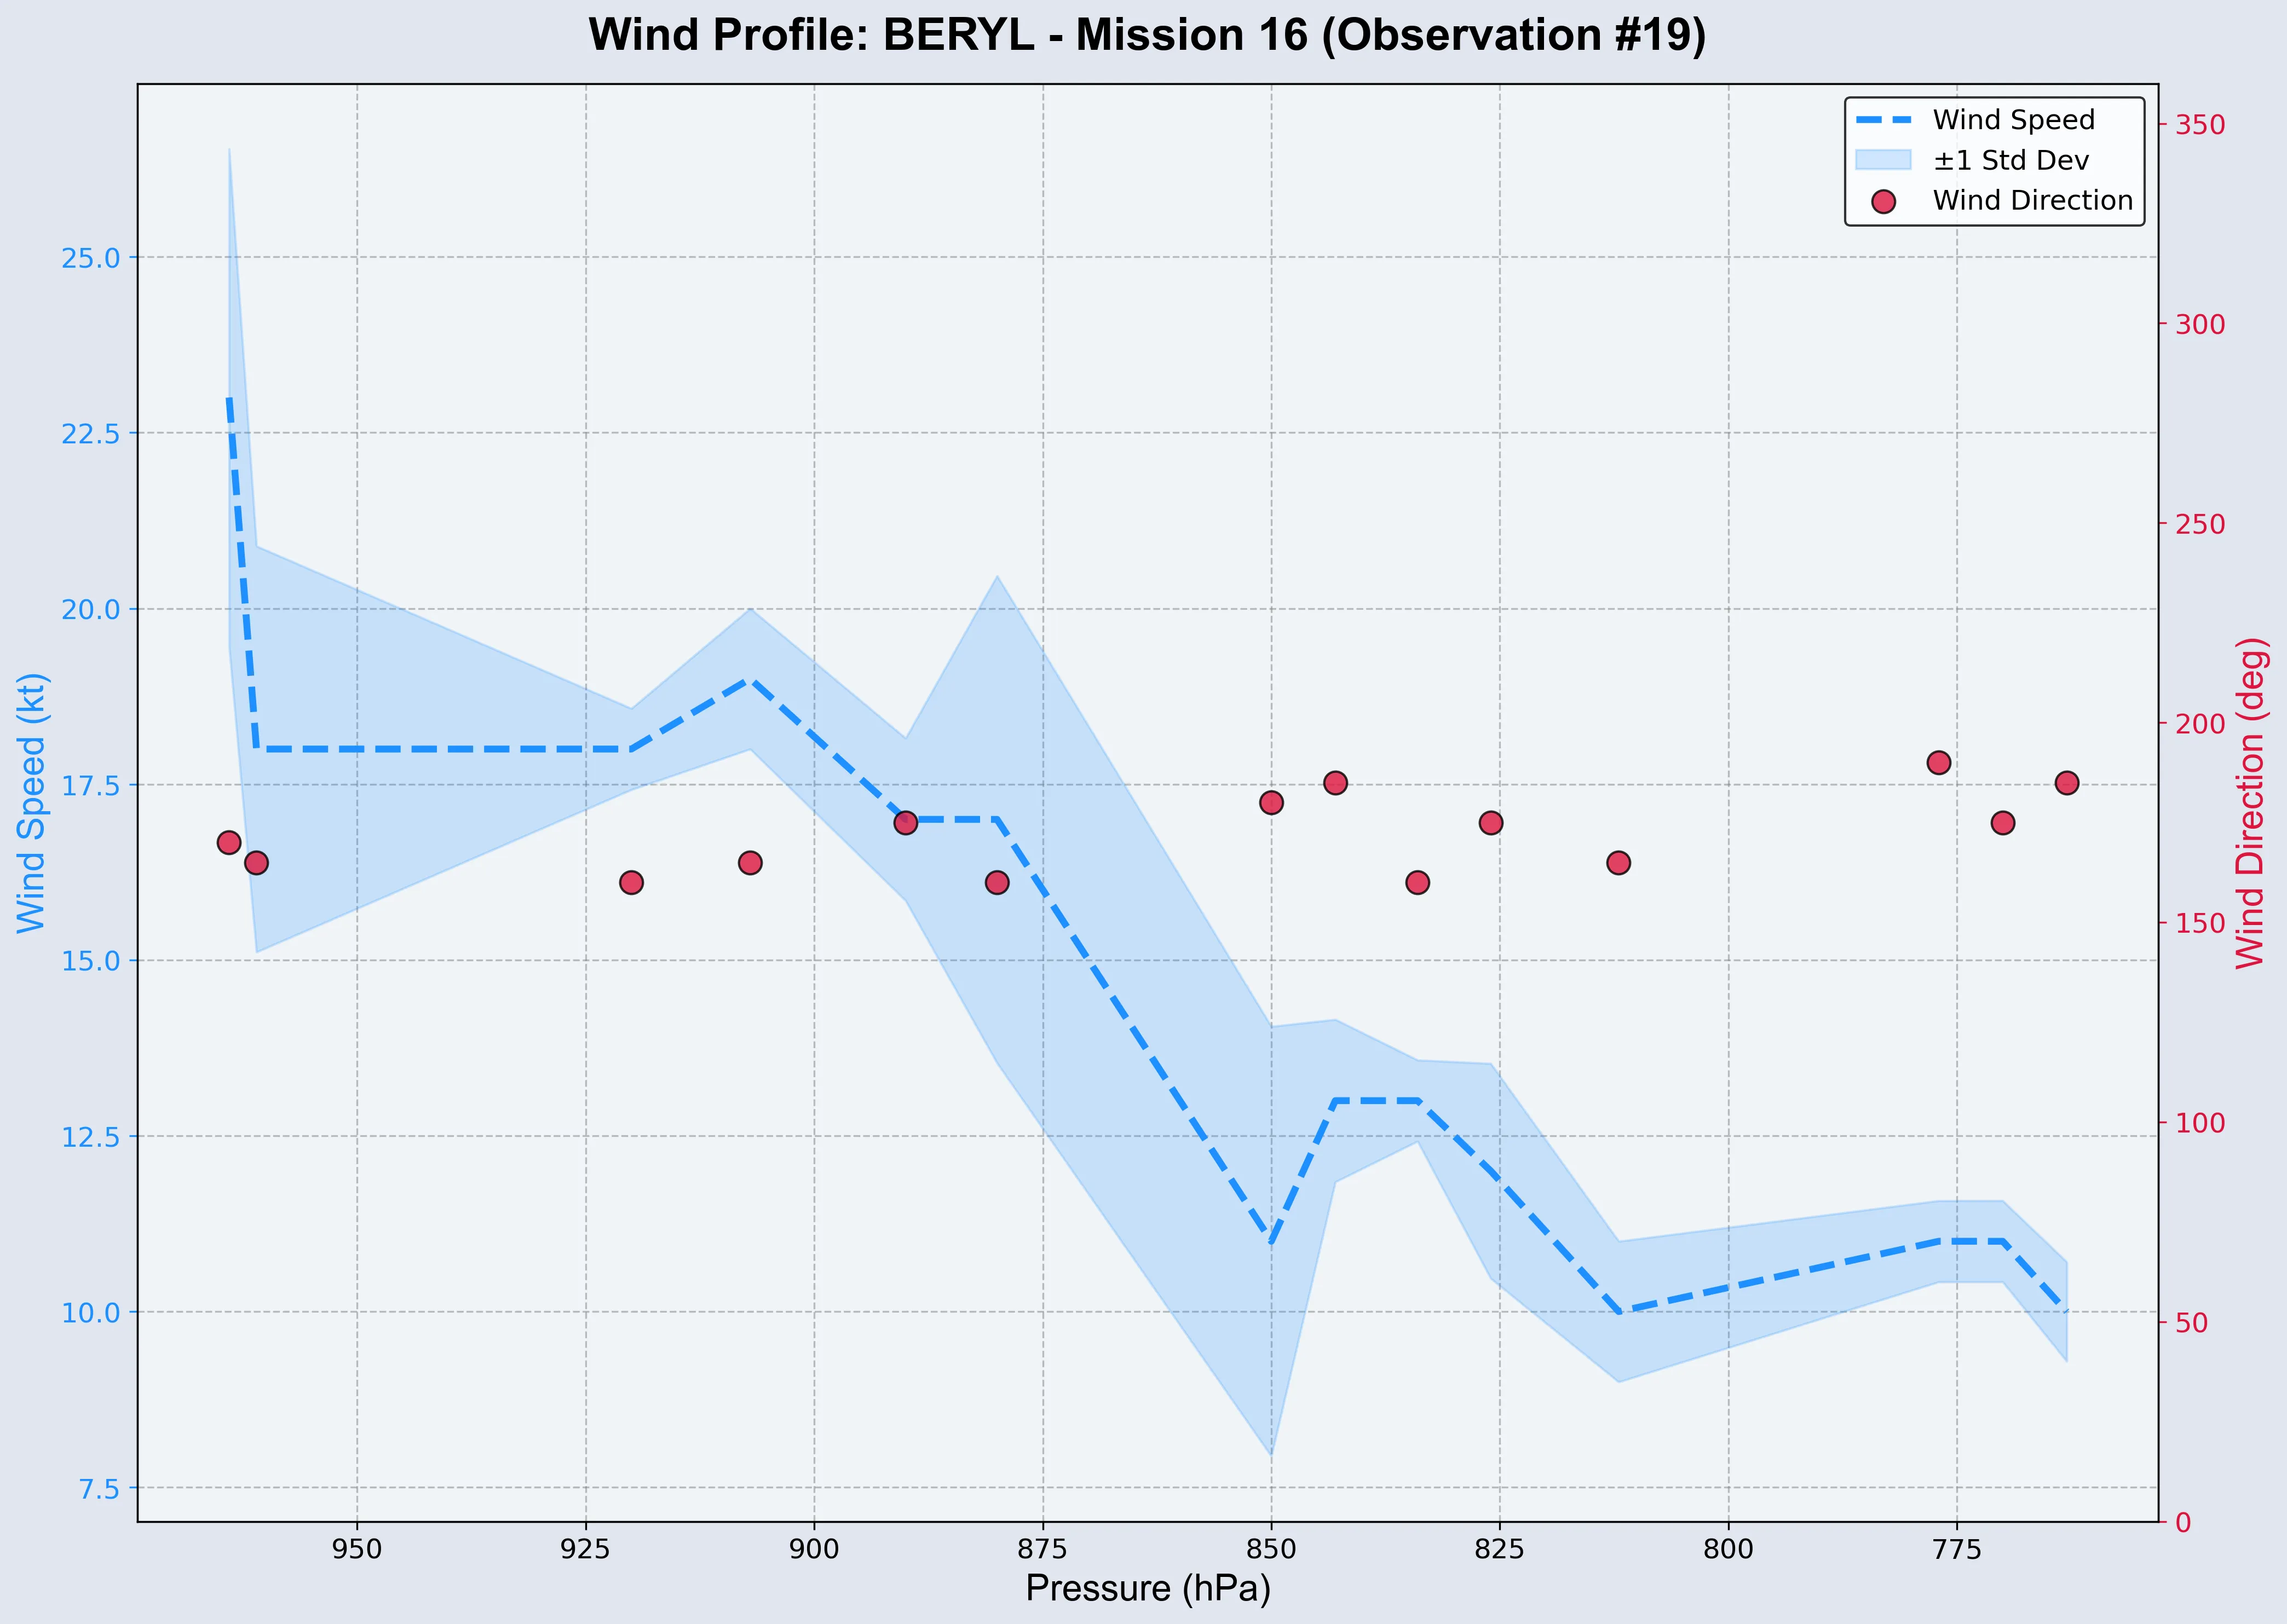 Wind Profile: BERYL - Mission 16 (Observation #19)
Wind Speed
±1 Std Dev
Wind Direction
Wind Speed (kt)
25.0
22.5
20.0
17.5
15.0
12.5
10.0
7.5
350
300
250
200
150
100
50
0
Wind Direction (deg)
950 925 900 875 850 825 800 775
Pressure (hPa)